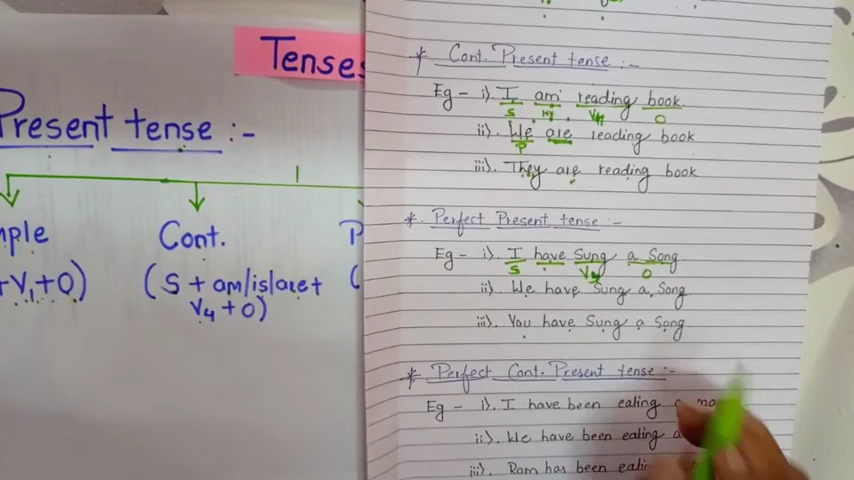 Tenses
Present tense :-
Cont.
(S + am/is/are +
V4 + O)
+V1+O)
* Cont. Present tense :-
Eg - i). I am reading book.
S HV V4 O
ii). We are reading book
P
iii). They are reading book
* Perfect Present tense :-
Eg - i). I have Sung a Song
S O
ii). We have Sung a Song
iii). You have Sung a Song
* Perfect Cont. Present tense :-
Eg - i). I have been eating
ii). We have been eating
iii). Ram has been